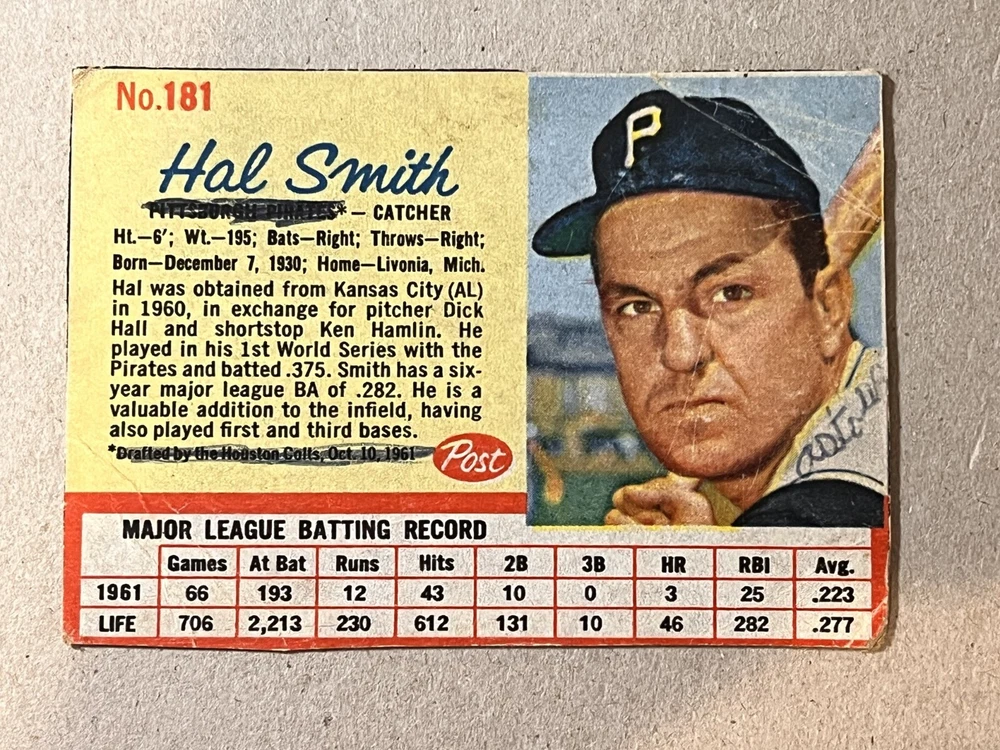 No.181
Hal Smith
PITTSBURGH PIRATES* — CATCHER
Ht.—6'; Wt.—195; Bats—Right; Throws—Right;
Born—December 7, 1930; Home—Livonia, Mich.
Hal was obtained from Kansas City (AL)
in 1960, in exchange for pitcher Dick
Hall and shortstop Ken Hamlin. He
played in his 1st World Series with the
Pirates and batted .375. Smith has a six-
year major league BA of .282. He is a
valuable addition to the infield, having
also played first and third bases.
*Drafted by the Houston Colts, Oct. 10, 1961
Post
P
MAJOR LEAGUE BATTING RECORD
Games At Bat Runs Hits 2B 3B HR RBI Avg.
1961 66 193 12 43 10 0 3 25 .223
LIFE 706 2,213 230 612 131 10 46 282 .277